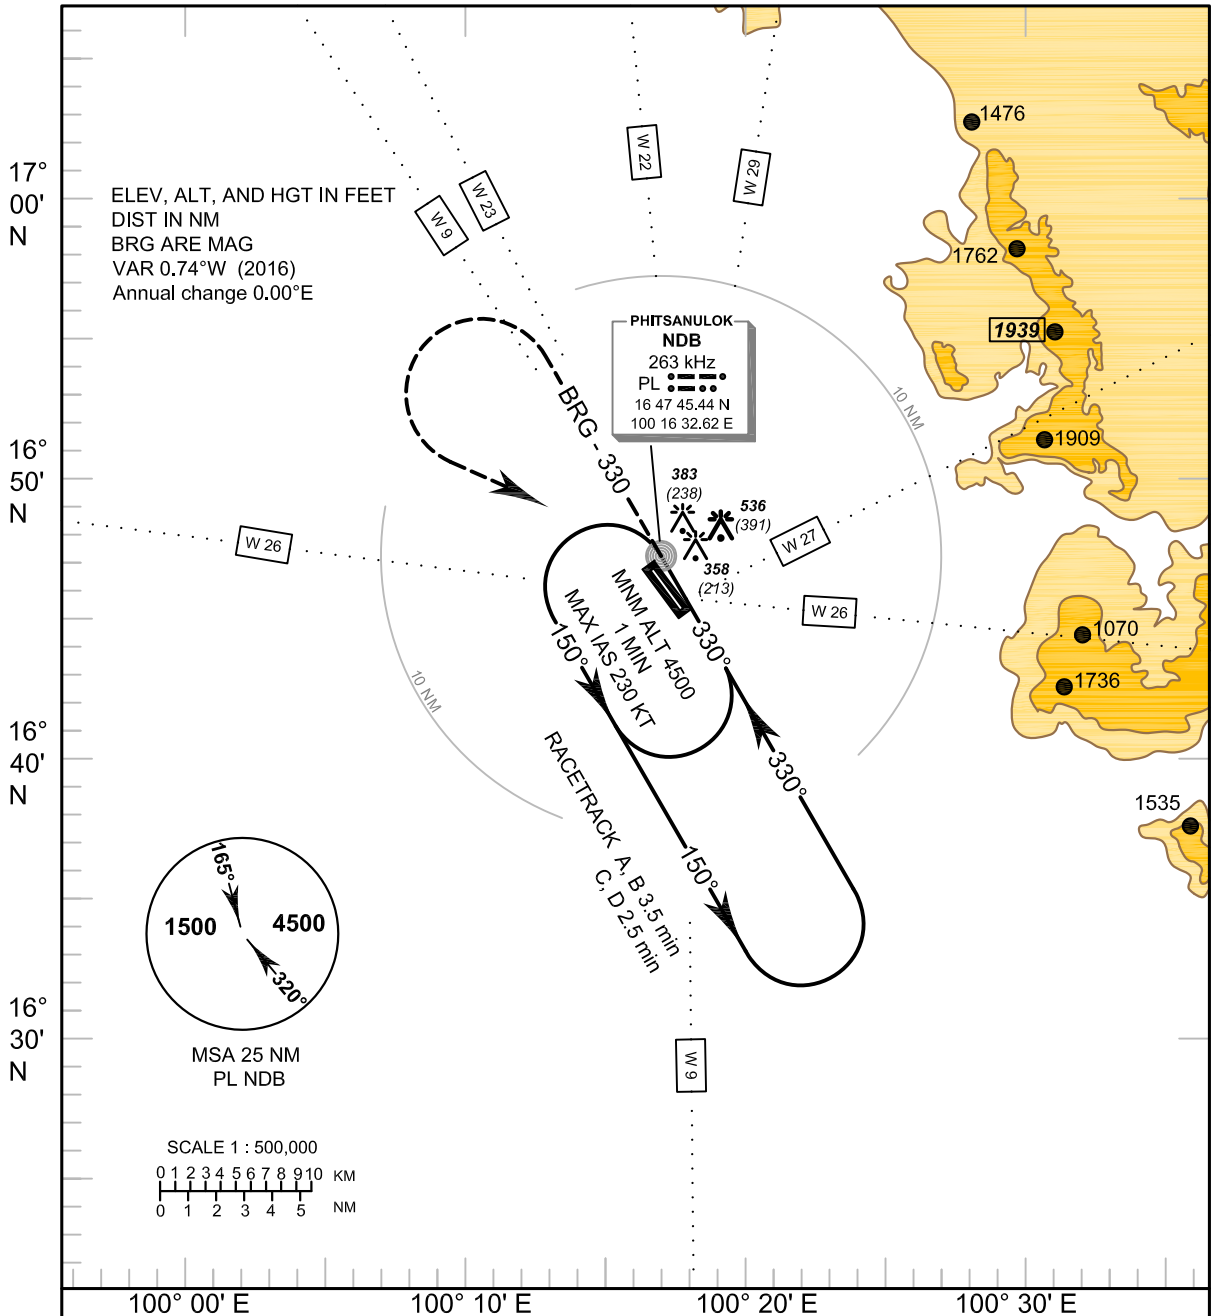 ELEV, ALT, AND HGT IN FEET
DIST IN NM
BRG ARE MAG
VAR 0.74°W (2016)
Annual change 0.00°E
17°
00'
N
16°
50'
N
16°
40'
N
16°
30'
N
W 9
W 23
W 22
W 29
1476
1762
1939
1909
PHITSANULOK
NDB
263 kHz
PL
16 47 45.44 N
100 16 32.62 E
10 NM
BRG - 330
383
(238)
536
(391)
358
(213)
W 27
W 26
W 26
1070
1736
1535
MNM ALT 4500
1 MIN
MAX IAS 230 KT
150°
330°
10 NM
330°
150°
RACETRACK A, B 3.5 min
C, D 2.5 min
165°
1500
4500
320°
MSA 25 NM
PL NDB
W 9
SCALE 1 : 500,000
0 1 2 3 4 5 6 7 8 9 10 KM
0 1 2 3 4 5 NM
100° 00' E
100° 10' E
100° 20' E
100° 30' E